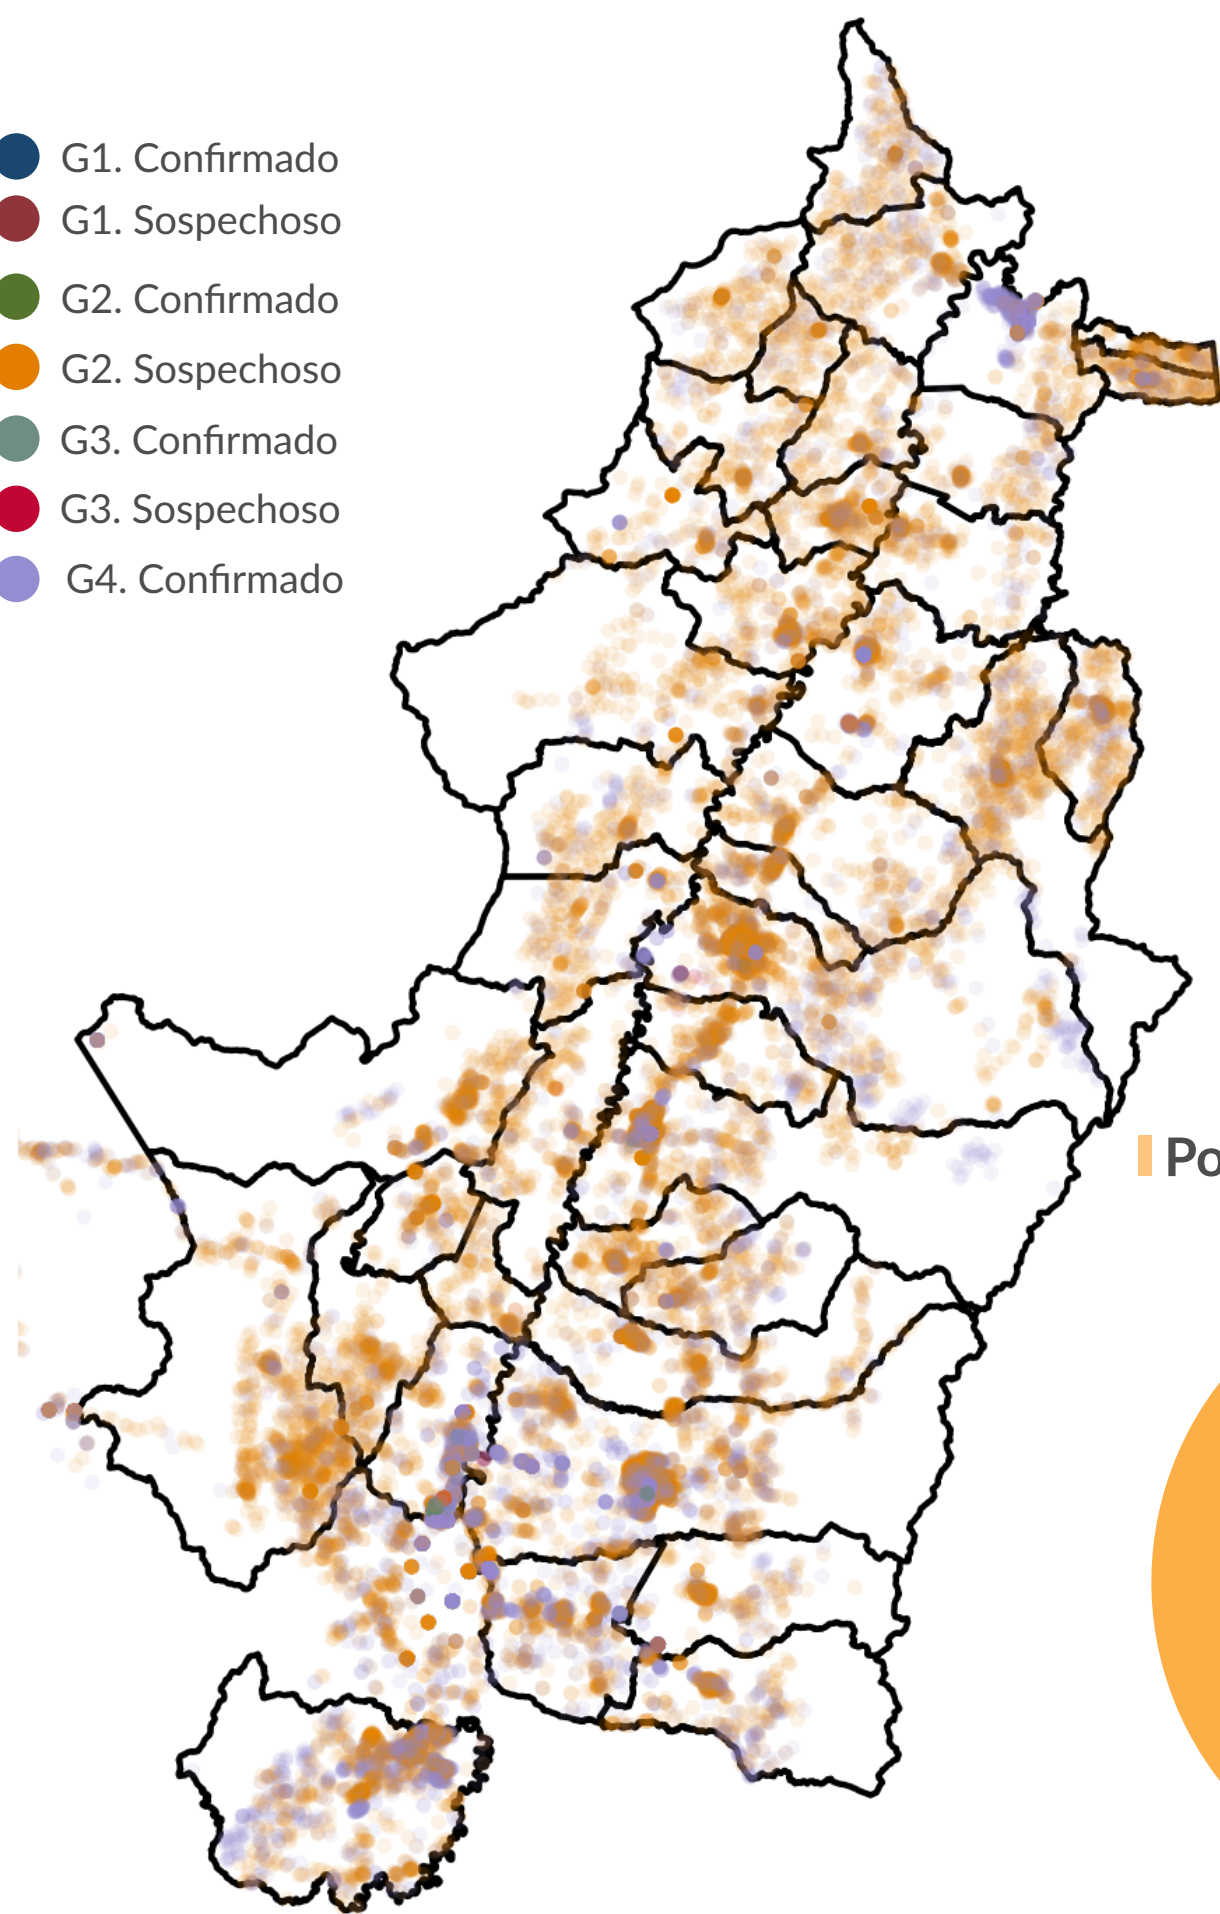 G1. Confirmado
G1. Sospechoso
G2. Confirmado
G2. Sospechoso
G3. Confirmado
G3. Sospechoso
G4. Confirmado
Po